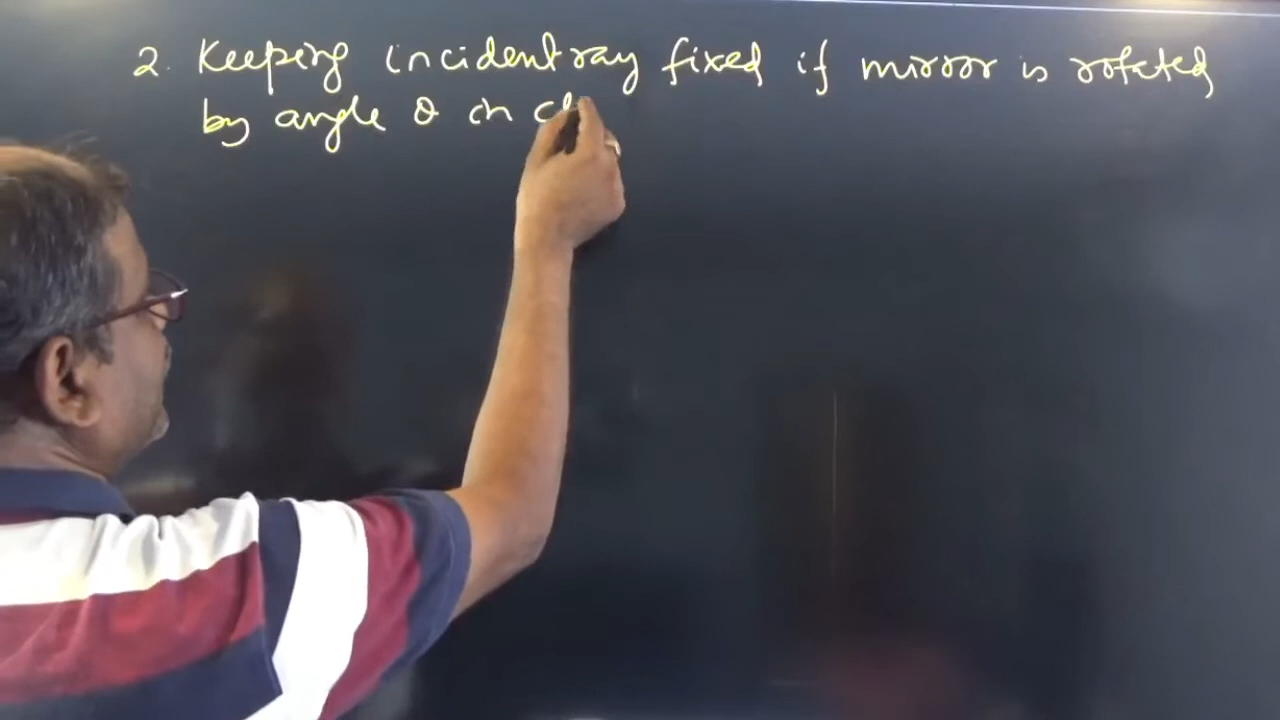 2. Keeping incident ray fixed if mirror is rotated
by angle θ in cl